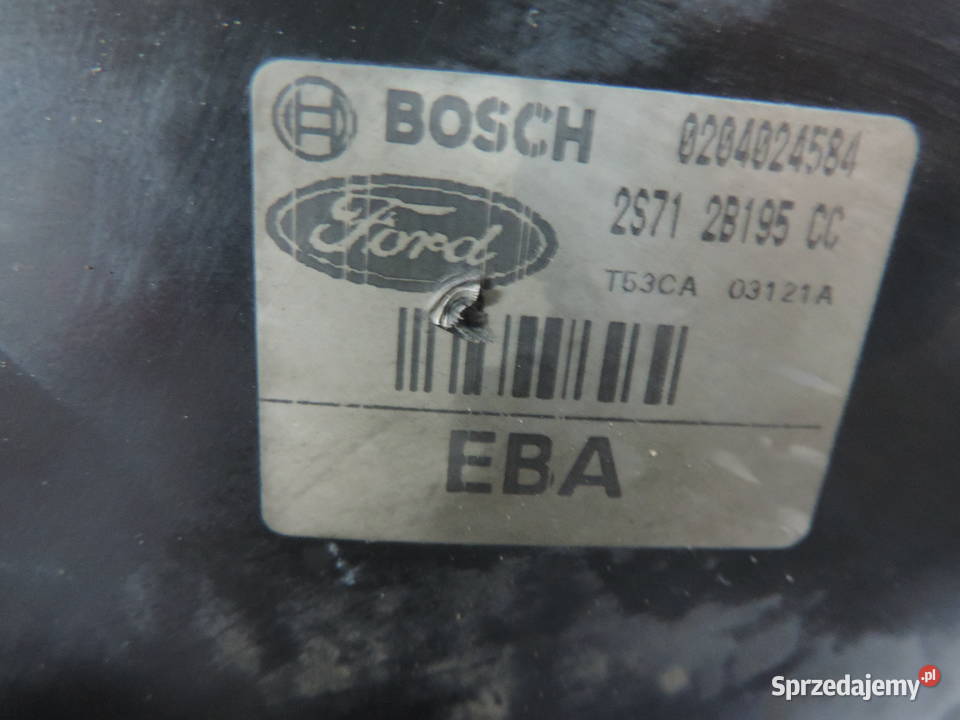 BOSCH 0204024584
Ford 2S71 2B195 CC
T53CA 03121A
EBA
Sprzedajemy.pl